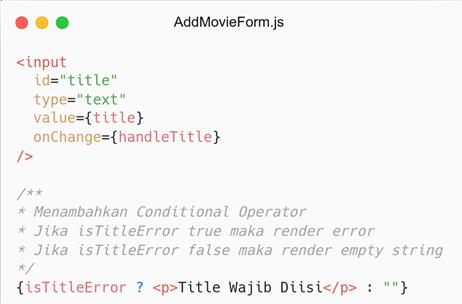 AddMovieForm.js
<input
id="title"
type="text"
value={title}
onChange={handleTitle}
/>
/**
* Menambahkan Conditional Operator
* Jika isTitleError true maka render error
* Jika isTitleError false maka render empty string
*/
{isTitleError ? <p>Title Wajib Diisi</p> : ""}